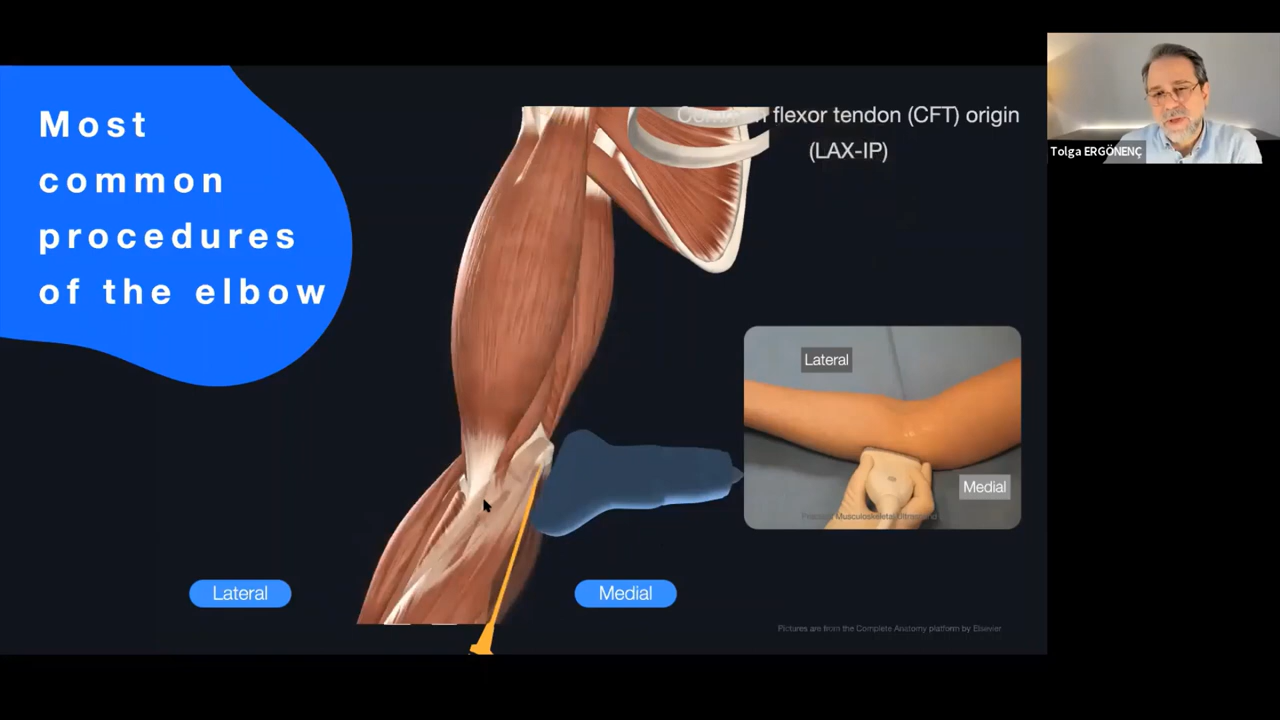 Most
common
procedures
of the elbow
Common flexor tendon (CFT) origin
(LAX-IP)
Tolga ERGÖNENÇ
Lateral
Medial
Lateral
Medial
Pictures are from the Complete Anatomy platform by Elsevier